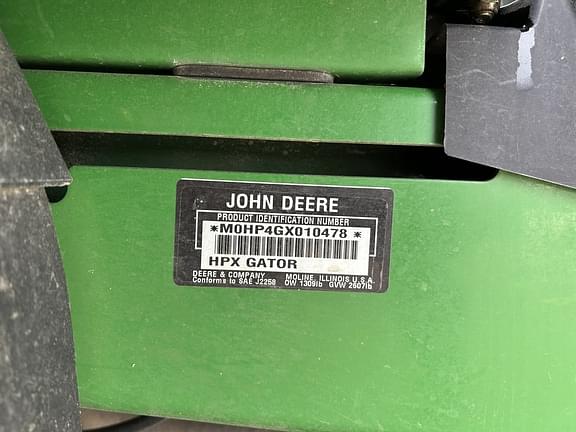 JOHN DEERE
PRODUCT IDENTIFICATION NUMBER
*M0HP4GX010478*
HPX GATOR
DEERE & COMPANY MOLINE, ILLINOIS U.S.A.
Conforms to SAE J2258 OW 1309lb GVW 2607lb